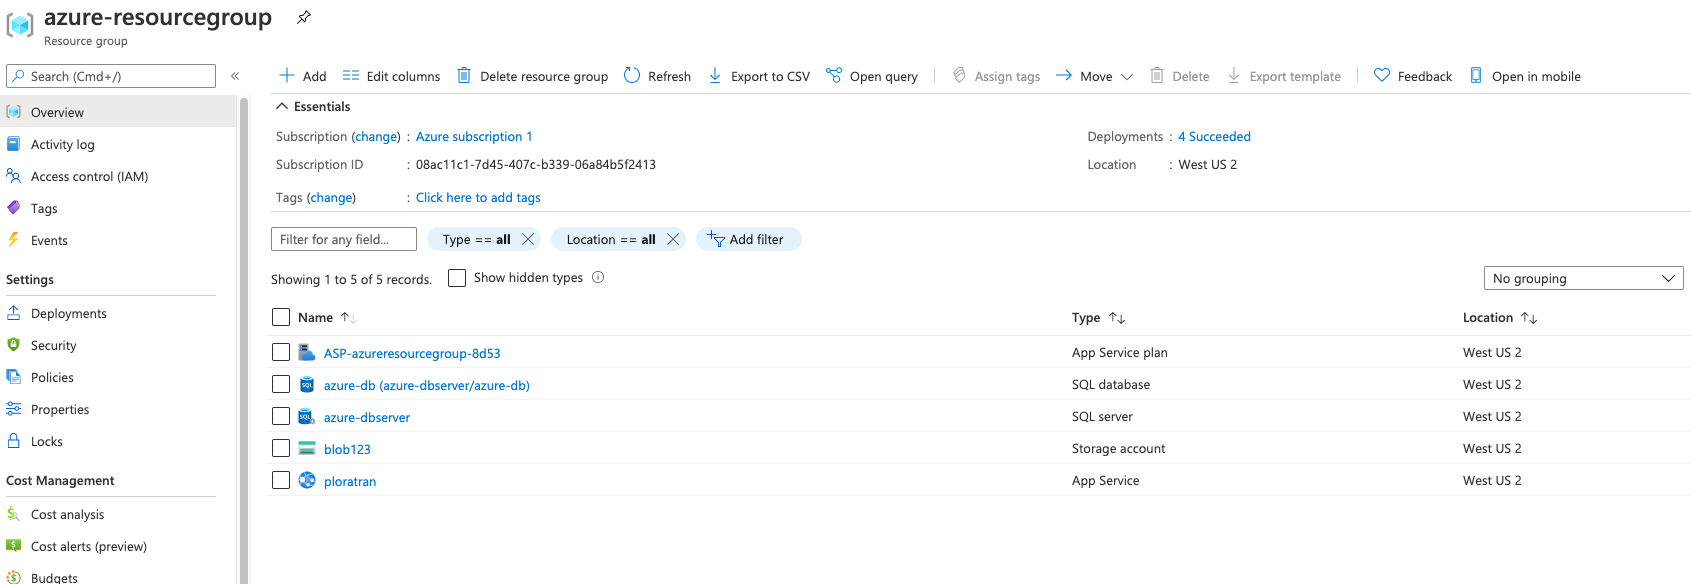 azure-resourcegroup
Resource group
Search (Cmd+/)
«
Add
Edit columns
Delete resource group
Refresh
Export to CSV
Open query
Assign tags
Move
Delete
Export template
Feedback
Open in mobile
Overview
Activity log
Access control (IAM)
Tags
Events
Settings
Deployments
Security
Policies
Properties
Locks
Cost Management
Cost analysis
Cost alerts (preview)
Budgets
Essentials
Subscription (change) : Azure subscription 1
Deployments : 4 Succeeded
Subscription ID : 08ac11c1-7d45-407c-b339-06a84b5f2413
Location : West US 2
Tags (change) : Click here to add tags
Filter for any field...
Type == all
Location == all
Add filter
Showing 1 to 5 of 5 records.
Show hidden types
No grouping
Name Type Location
ASP-azureresourcegroup-8d53 App Service plan West US 2
azure-db (azure-dbserver/azure-db) SQL database West US 2
azure-dbserver SQL server West US 2
blob123 Storage account West US 2
ploratran App Service West US 2